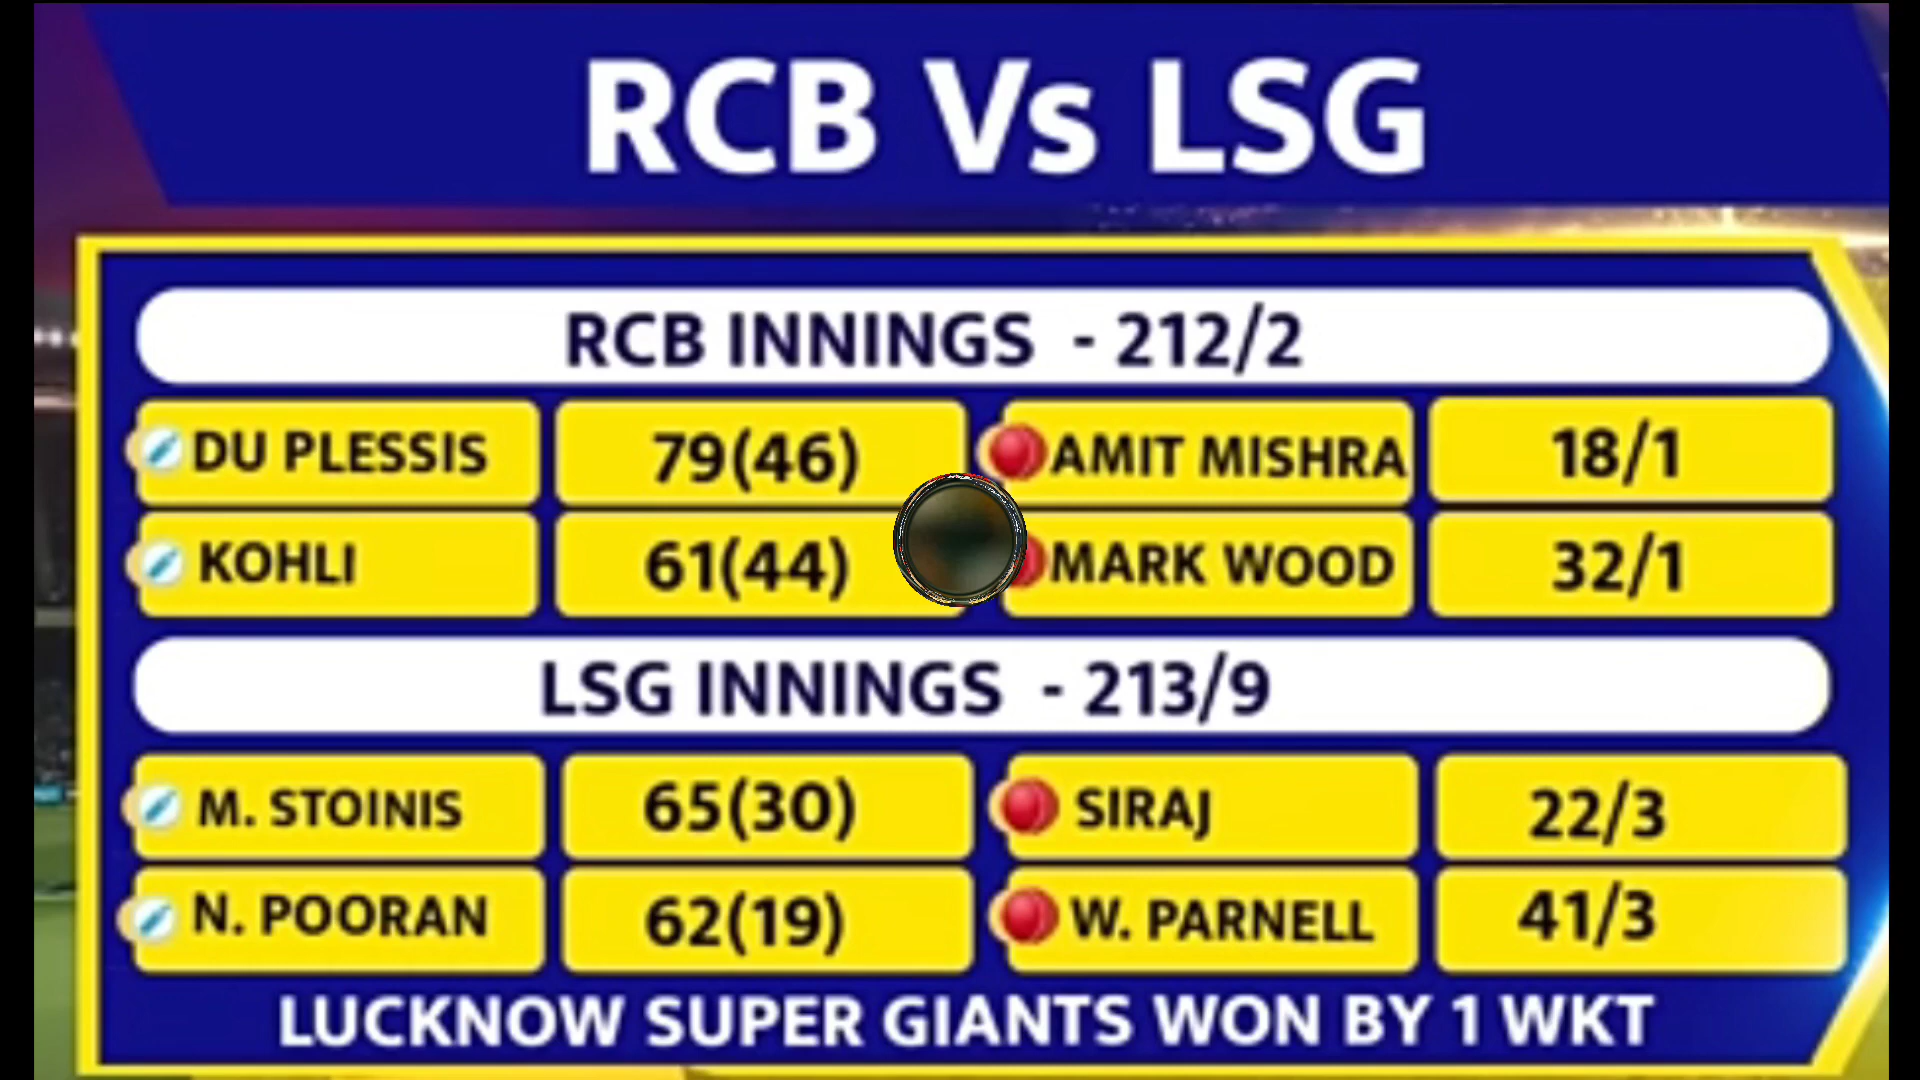 RCB Vs LSG
RCB INNINGS - 212/2
DU PLESSIS 79(46) AMIT MISHRA 18/1
KOHLI 61(44) MARK WOOD 32/1
LSG INNINGS - 213/9
M. STOINIS 65(30) SIRAJ 22/3
N. POORAN 62(19) W. PARNELL 41/3
LUCKNOW SUPER GIANTS WON BY 1 WKT